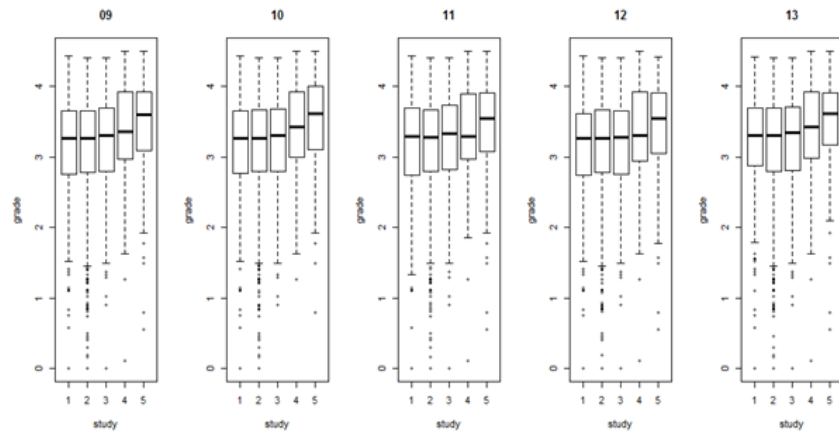 09 10 11 12 13
4 4 4 4 4
3 3 3 3 3
grade grade grade grade grade
2 2 2 2 2
1 1 1 1 1
0 0 0 0 0
1 2 3 4 5 1 2 3 4 5 1 2 3 4 5 1 2 3 4 5 1 2 3 4 5
study study study study study